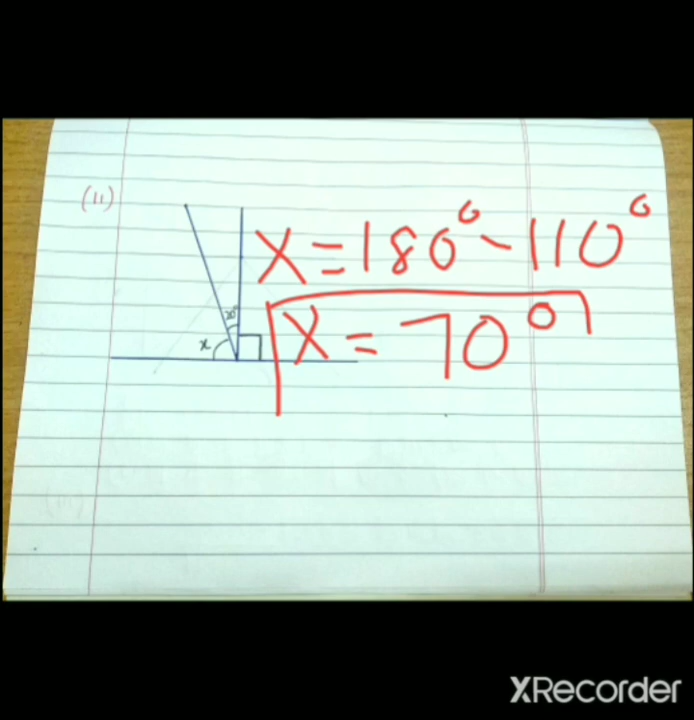 (ii)
X=180°-110°
20°
X = 70°
x
XRecorder